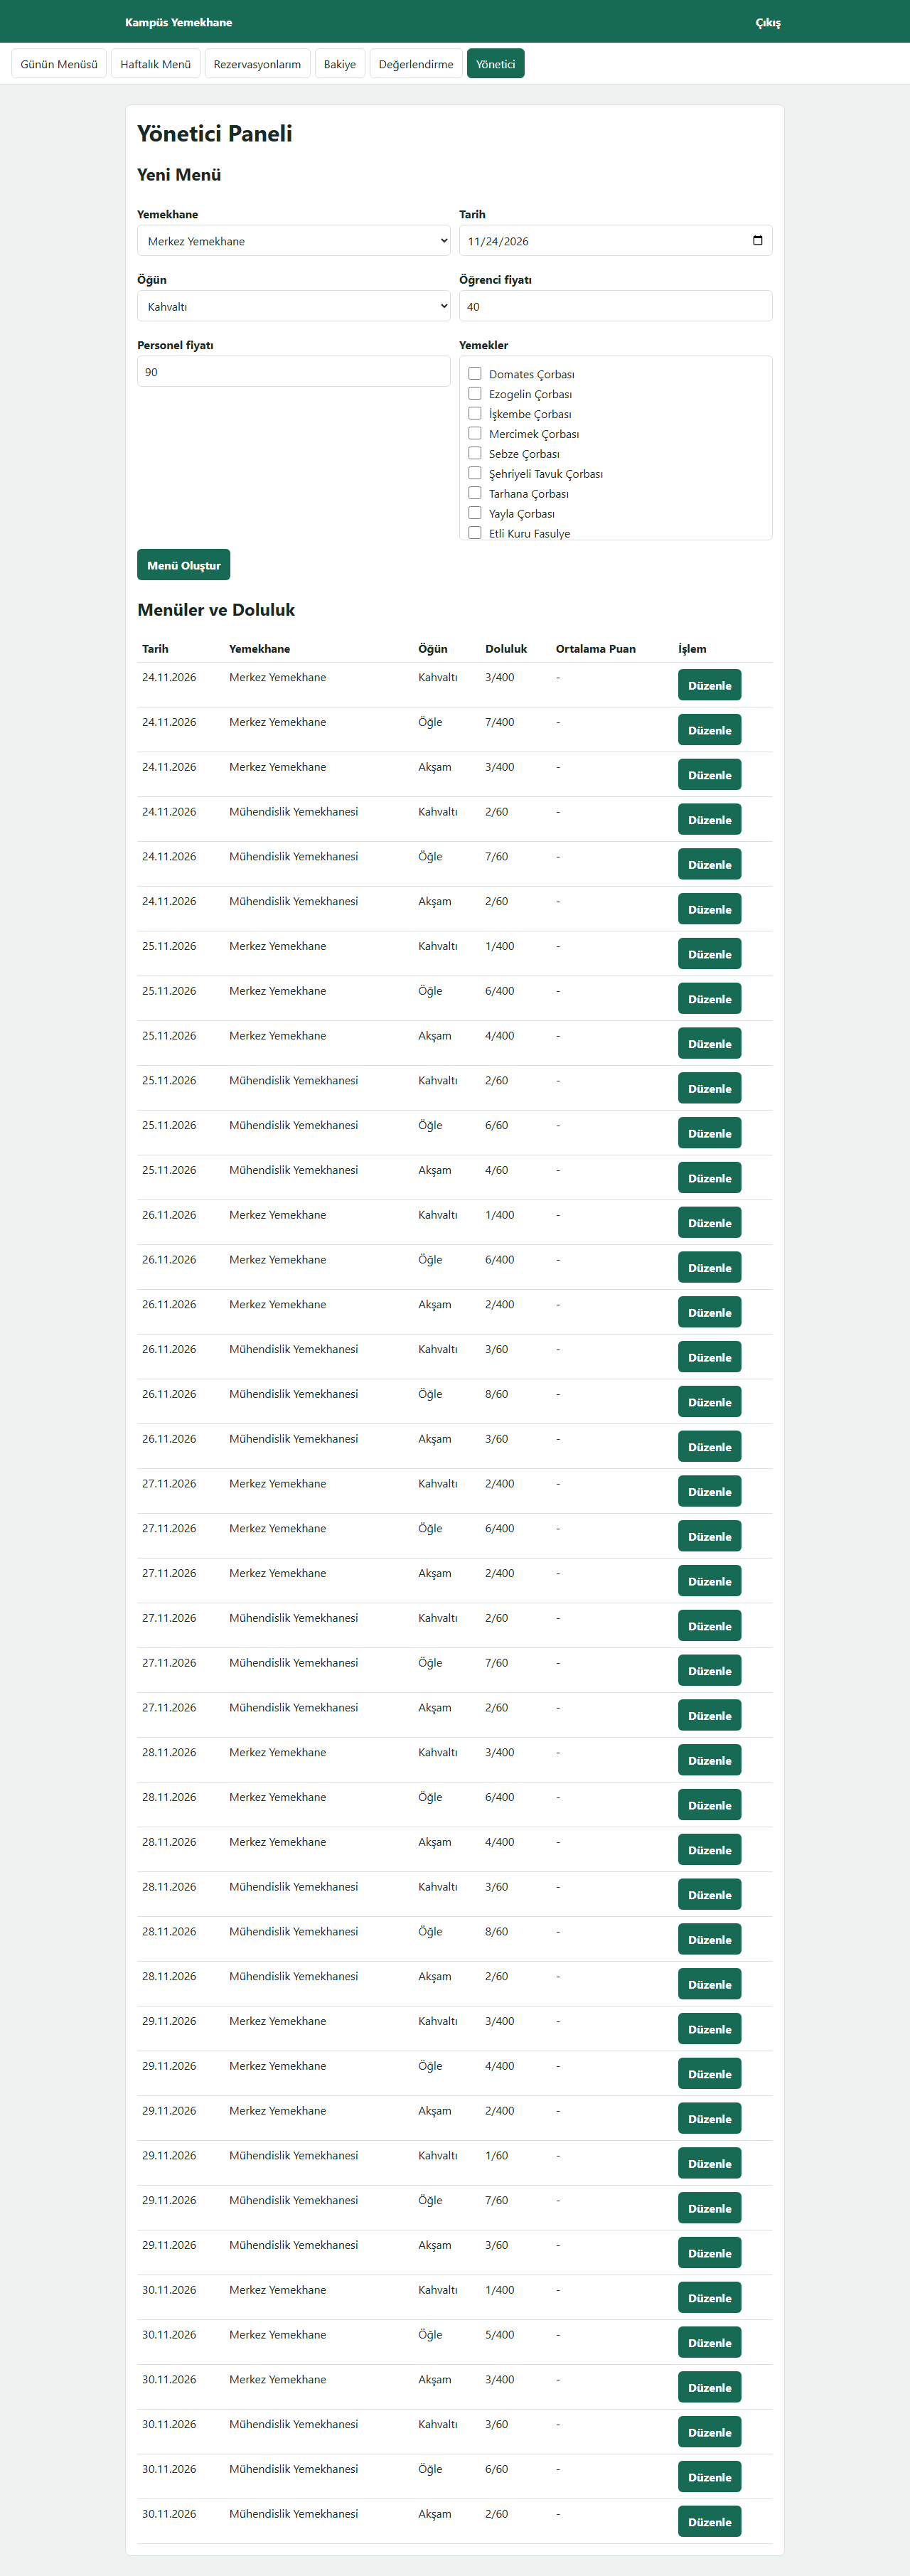 Kampüs Yemekhane Çıkış
Günün Menüsü Haftalık Menü Rezervasyonlarım Bakiye Değerlendirme Yönetici
Yönetici Paneli
Yeni Menü
Yemekhane Tarih
Merkez Yemekhane 11/24/2026
Öğün Öğrenci fiyatı
Kahvaltı 40
Personel fiyatı Yemekler
90
Domates Çorbası
Ezogelin Çorbası
İşkembe Çorbası
Mercimek Çorbası
Sebze Çorbası
Şehriyeli Tavuk Çorbası
Tarhana Çorbası
Yayla Çorbası
Etli Kuru Fasulye
Menü Oluştur
Menüler ve Doluluk
Tarih Yemekhane Öğün Doluluk Ortalama Puan İşlem
24.11.2026 Merkez Yemekhane Kahvaltı 3/400 - Düzenle
24.11.2026 Merkez Yemekhane Öğle 7/400 - Düzenle
24.11.2026 Merkez Yemekhane Akşam 3/400 - Düzenle
24.11.2026 Mühendislik Yemekhanesi Kahvaltı 2/60 - Düzenle
24.11.2026 Mühendislik Yemekhanesi Öğle 7/60 - Düzenle
24.11.2026 Mühendislik Yemekhanesi Akşam 2/60 - Düzenle
25.11.2026 Merkez Yemekhane Kahvaltı 1/400 - Düzenle
25.11.2026 Merkez Yemekhane Öğle 6/400 - Düzenle
25.11.2026 Merkez Yemekhane Akşam 4/400 - Düzenle
25.11.2026 Mühendislik Yemekhanesi Kahvaltı 2/60 - Düzenle
25.11.2026 Mühendislik Yemekhanesi Öğle 6/60 - Düzenle
25.11.2026 Mühendislik Yemekhanesi Akşam 4/60 - Düzenle
26.11.2026 Merkez Yemekhane Kahvaltı 1/400 - Düzenle
26.11.2026 Merkez Yemekhane Öğle 6/400 - Düzenle
26.11.2026 Merkez Yemekhane Akşam 2/400 - Düzenle
26.11.2026 Mühendislik Yemekhanesi Kahvaltı 3/60 - Düzenle
26.11.2026 Mühendislik Yemekhanesi Öğle 8/60 - Düzenle
26.11.2026 Mühendislik Yemekhanesi Akşam 3/60 - Düzenle
27.11.2026 Merkez Yemekhane Kahvaltı 2/400 - Düzenle
27.11.2026 Merkez Yemekhane Öğle 6/400 - Düzenle
27.11.2026 Merkez Yemekhane Akşam 2/400 - Düzenle
27.11.2026 Mühendislik Yemekhanesi Kahvaltı 2/60 - Düzenle
27.11.2026 Mühendislik Yemekhanesi Öğle 7/60 - Düzenle
27.11.2026 Mühendislik Yemekhanesi Akşam 2/60 - Düzenle
28.11.2026 Merkez Yemekhane Kahvaltı 3/400 - Düzenle
28.11.2026 Merkez Yemekhane Öğle 6/400 - Düzenle
28.11.2026 Merkez Yemekhane Akşam 4/400 - Düzenle
28.11.2026 Mühendislik Yemekhanesi Kahvaltı 3/60 - Düzenle
28.11.2026 Mühendislik Yemekhanesi Öğle 8/60 - Düzenle
28.11.2026 Mühendislik Yemekhanesi Akşam 2/60 - Düzenle
29.11.2026 Merkez Yemekhane Kahvaltı 3/400 - Düzenle
29.11.2026 Merkez Yemekhane Öğle 4/400 - Düzenle
29.11.2026 Merkez Yemekhane Akşam 2/400 - Düzenle
29.11.2026 Mühendislik Yemekhanesi Kahvaltı 1/60 - Düzenle
29.11.2026 Mühendislik Yemekhanesi Öğle 7/60 - Düzenle
29.11.2026 Mühendislik Yemekhanesi Akşam 3/60 - Düzenle
30.11.2026 Merkez Yemekhane Kahvaltı 1/400 - Düzenle
30.11.2026 Merkez Yemekhane Öğle 5/400 - Düzenle
30.11.2026 Merkez Yemekhane Akşam 3/400 - Düzenle
30.11.2026 Mühendislik Yemekhanesi Kahvaltı 3/60 - Düzenle
30.11.2026 Mühendislik Yemekhanesi Öğle 6/60 - Düzenle
30.11.2026 Mühendislik Yemekhanesi Akşam 2/60 - Düzenle